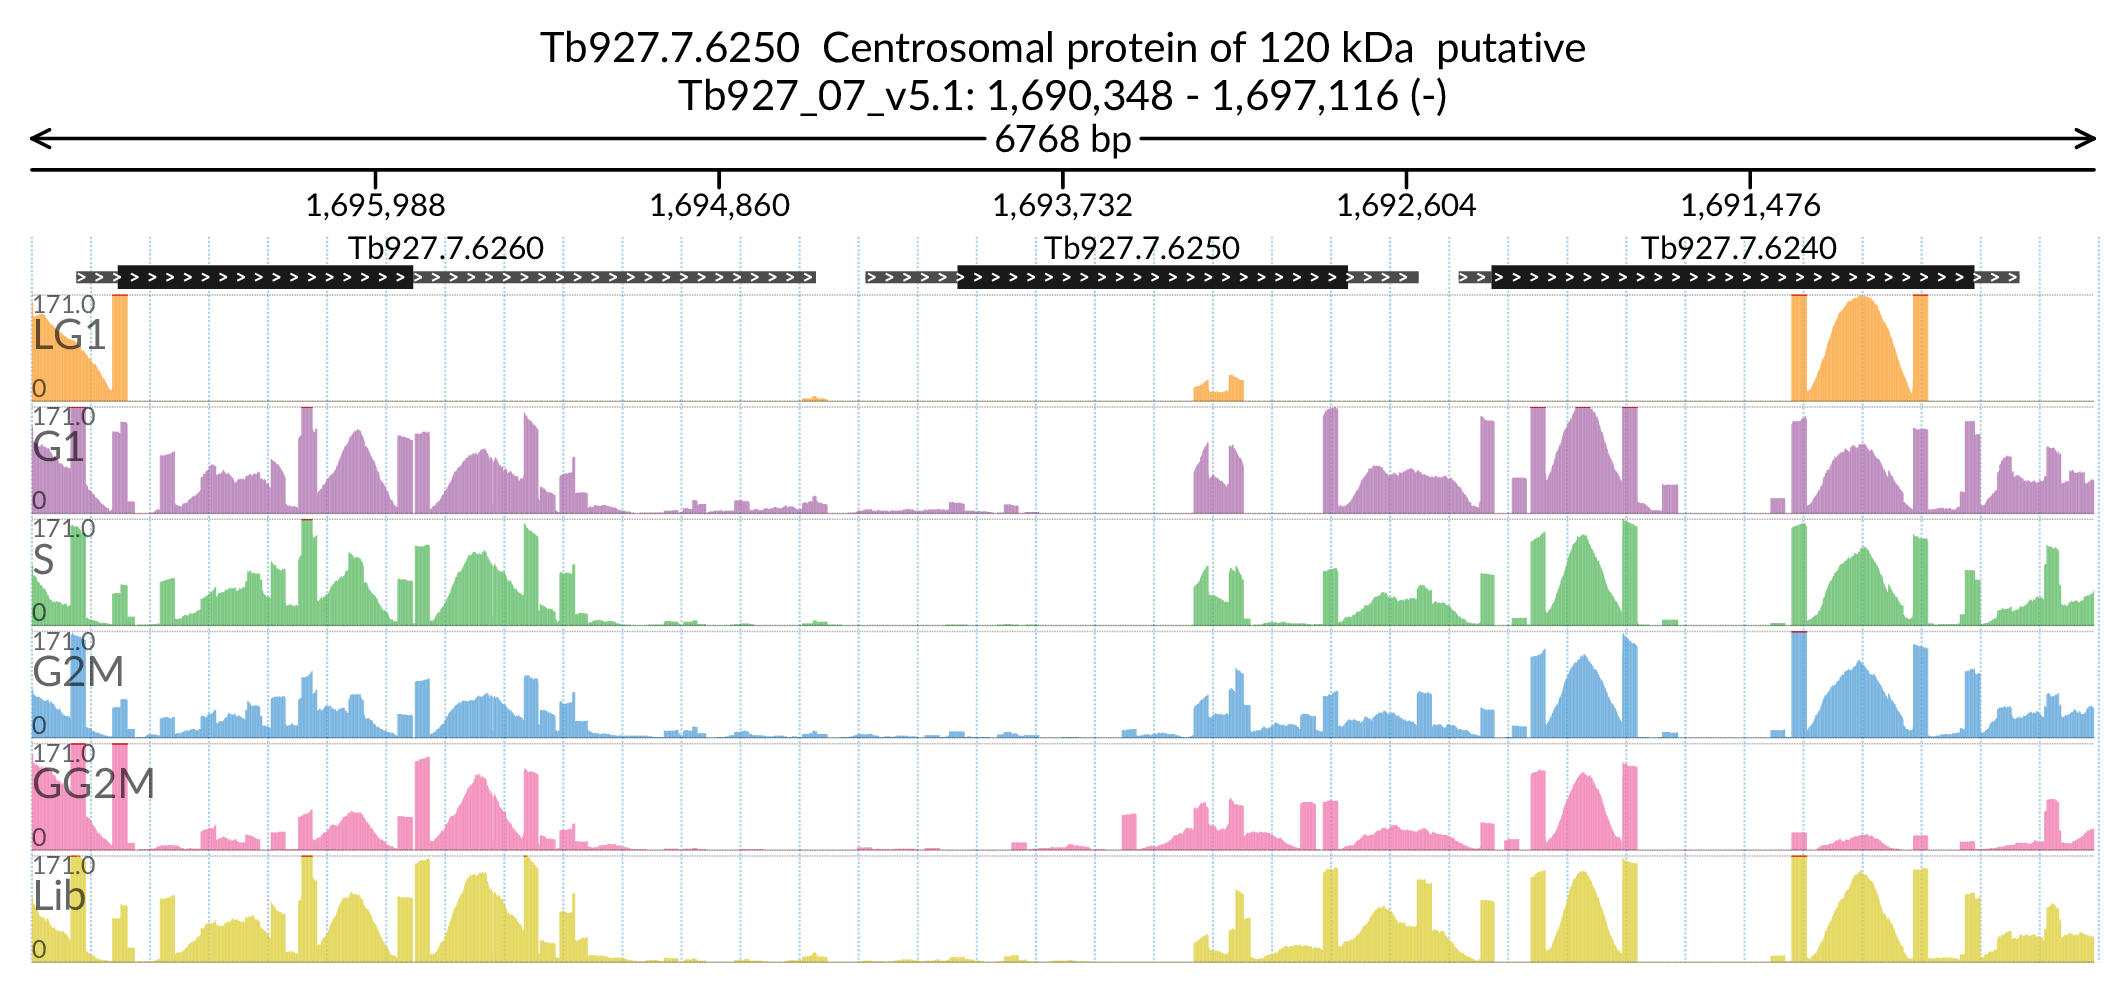 Tb927.7.6250  Centrosomal protein of 120 kDa  putative
Tb927_07_v5.1: 1,690,348 - 1,697,116 (-)
6768 bp
1,695,988 1,694,860 1,693,732 1,692,604 1,691,476
Tb927.7.6260 Tb927.7.6250 Tb927.7.6240
171.0
LG1
0
171.0
G1
0
171.0
S
0
171.0
G2M
0
171.0
GG2M
0
171.0
Lib
0